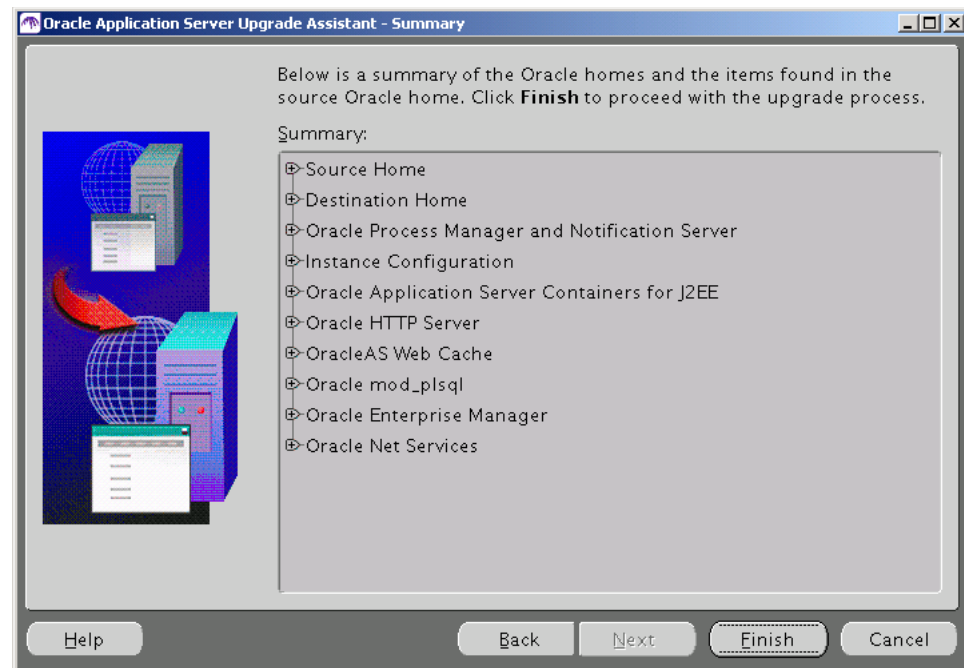 Oracle Application Server Upgrade Assistant - Summary
Below is a summary of the Oracle homes and the items found in the
source Oracle home. Click Finish to proceed with the upgrade process.
Summary:
Source Home
Destination Home
Oracle Process Manager and Notification Server
Instance Configuration
Oracle Application Server Containers for J2EE
Oracle HTTP Server
OracleAS Web Cache
Oracle mod_plsql
Oracle Enterprise Manager
Oracle Net Services
Help
Back
Next
Finish
Cancel